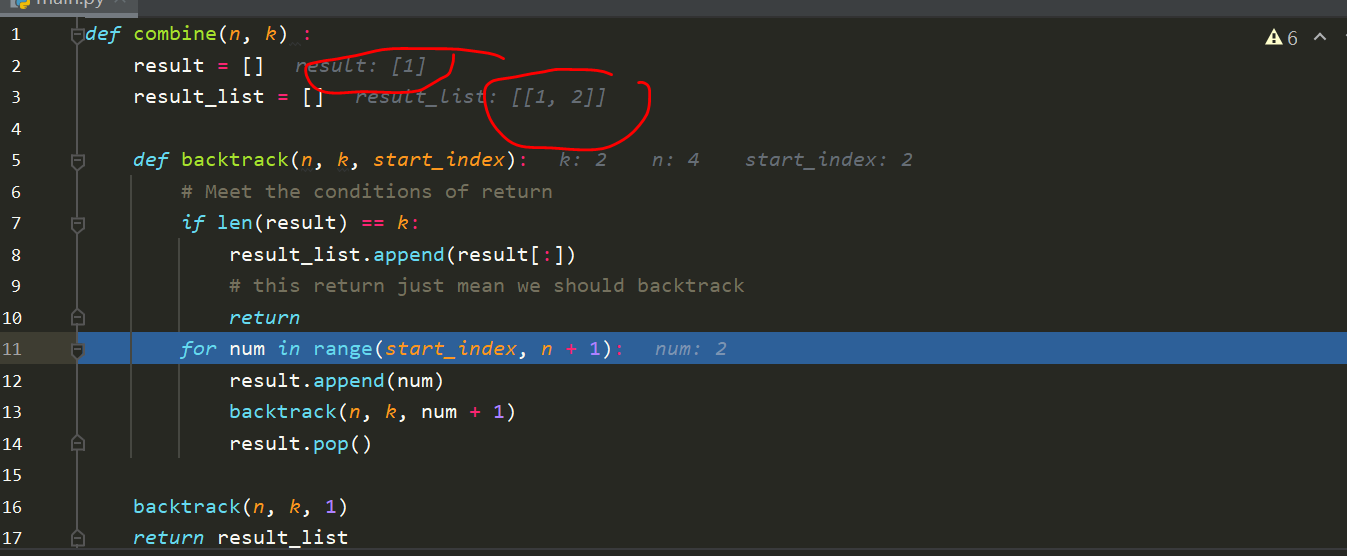 main.py
1 def combine(n, k) : 6
2 result = [] result: [1]
3 result_list = [] result_list: [[1, 2]]
4
5 def backtrack(n, k, start_index): k: 2 n: 4 start_index: 2
6 # Meet the conditions of return
7 if len(result) == k:
8 result_list.append(result[:])
9 # this return just mean we should backtrack
10 return
11 for num in range(start_index, n + 1): num: 2
12 result.append(num)
13 backtrack(n, k, num + 1)
14 result.pop()
15
16 backtrack(n, k, 1)
17 return result_list